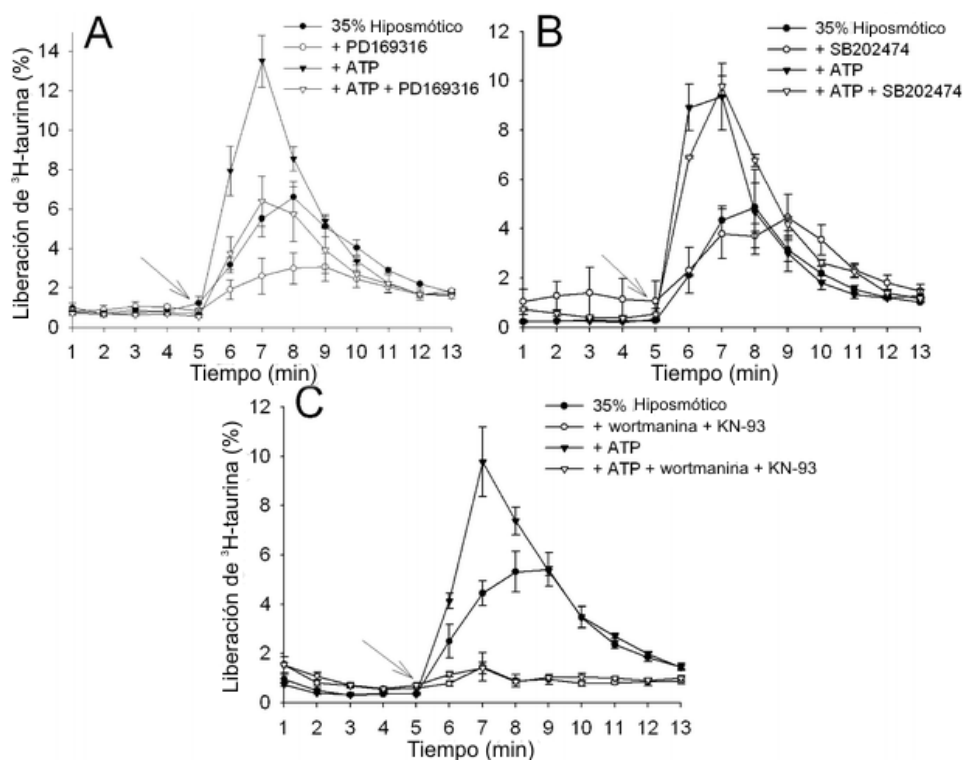 A
35% Hiposmótico
+ PD169316
+ ATP
+ ATP + PD169316
Liberación de ³H-taurina (%)
14
12
10
8
6
4
2
0
1 2 3 4 5 6 7 8 9 10 11 12 13
Tiempo (min)
B
35% Hiposmótico
+ SB202474
+ ATP
+ ATP + SB202474
12
10
8
6
4
2
0
1 2 3 4 5 6 7 8 9 10 11 12 13
Tiempo (min)
C
35% Hiposmótico
+ wortmanina + KN-93
+ ATP
+ ATP + wortmanina + KN-93
Liberación de ³H-taurina (%)
12
10
8
6
4
2
0
1 2 3 4 5 6 7 8 9 10 11 12 13
Tiempo (min)